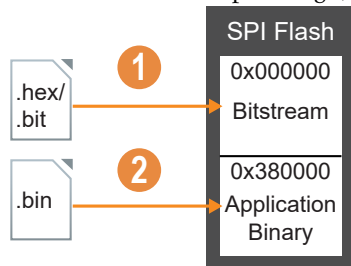 SPI Flash
1
.hex/
.bit
0x000000
Bitstream
2
.bin
0x380000
Application
Binary